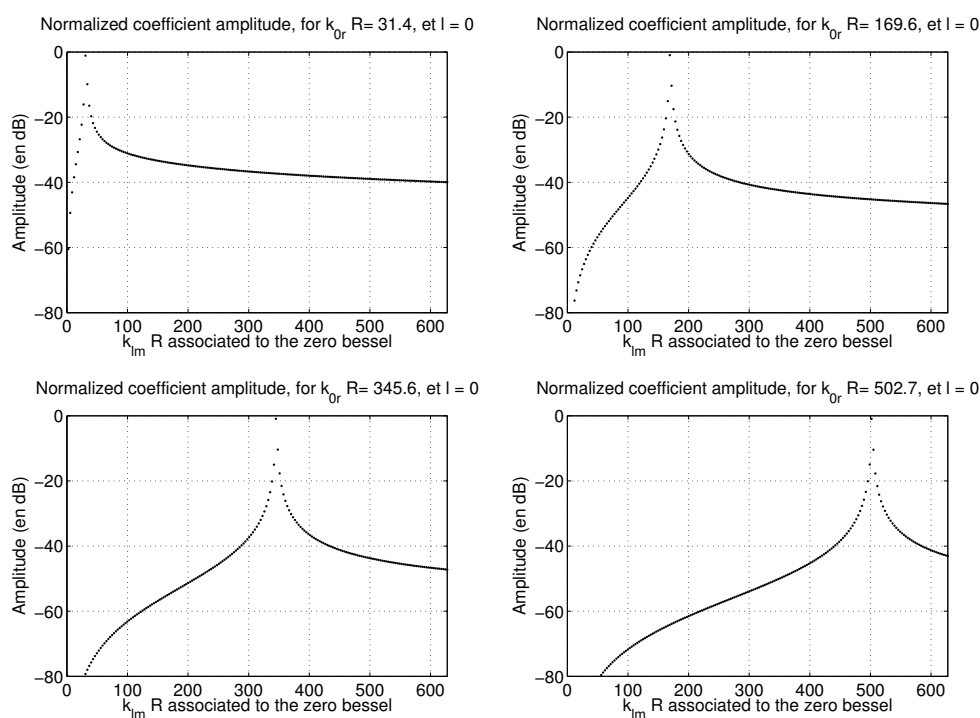 Normalized coefficient amplitude, for k0r R= 31.4, et l = 0
0
−20
−40
−60
−80
Amplitude (en dB)
0 100 200 300 400 500 600
klm R associated to the zero bessel
Normalized coefficient amplitude, for k0r R= 169.6, et l = 0
0
−20
−40
−60
−80
Amplitude (en dB)
0 100 200 300 400 500 600
klm R associated to the zero bessel
Normalized coefficient amplitude, for k0r R= 345.6, et l = 0
0
−20
−40
−60
−80
Amplitude (en dB)
0 100 200 300 400 500 600
klm R associated to the zero bessel
Normalized coefficient amplitude, for k0r R= 502.7, et l = 0
0
−20
−40
−60
−80
Amplitude (en dB)
0 100 200 300 400 500 600
klm R associated to the zero bessel